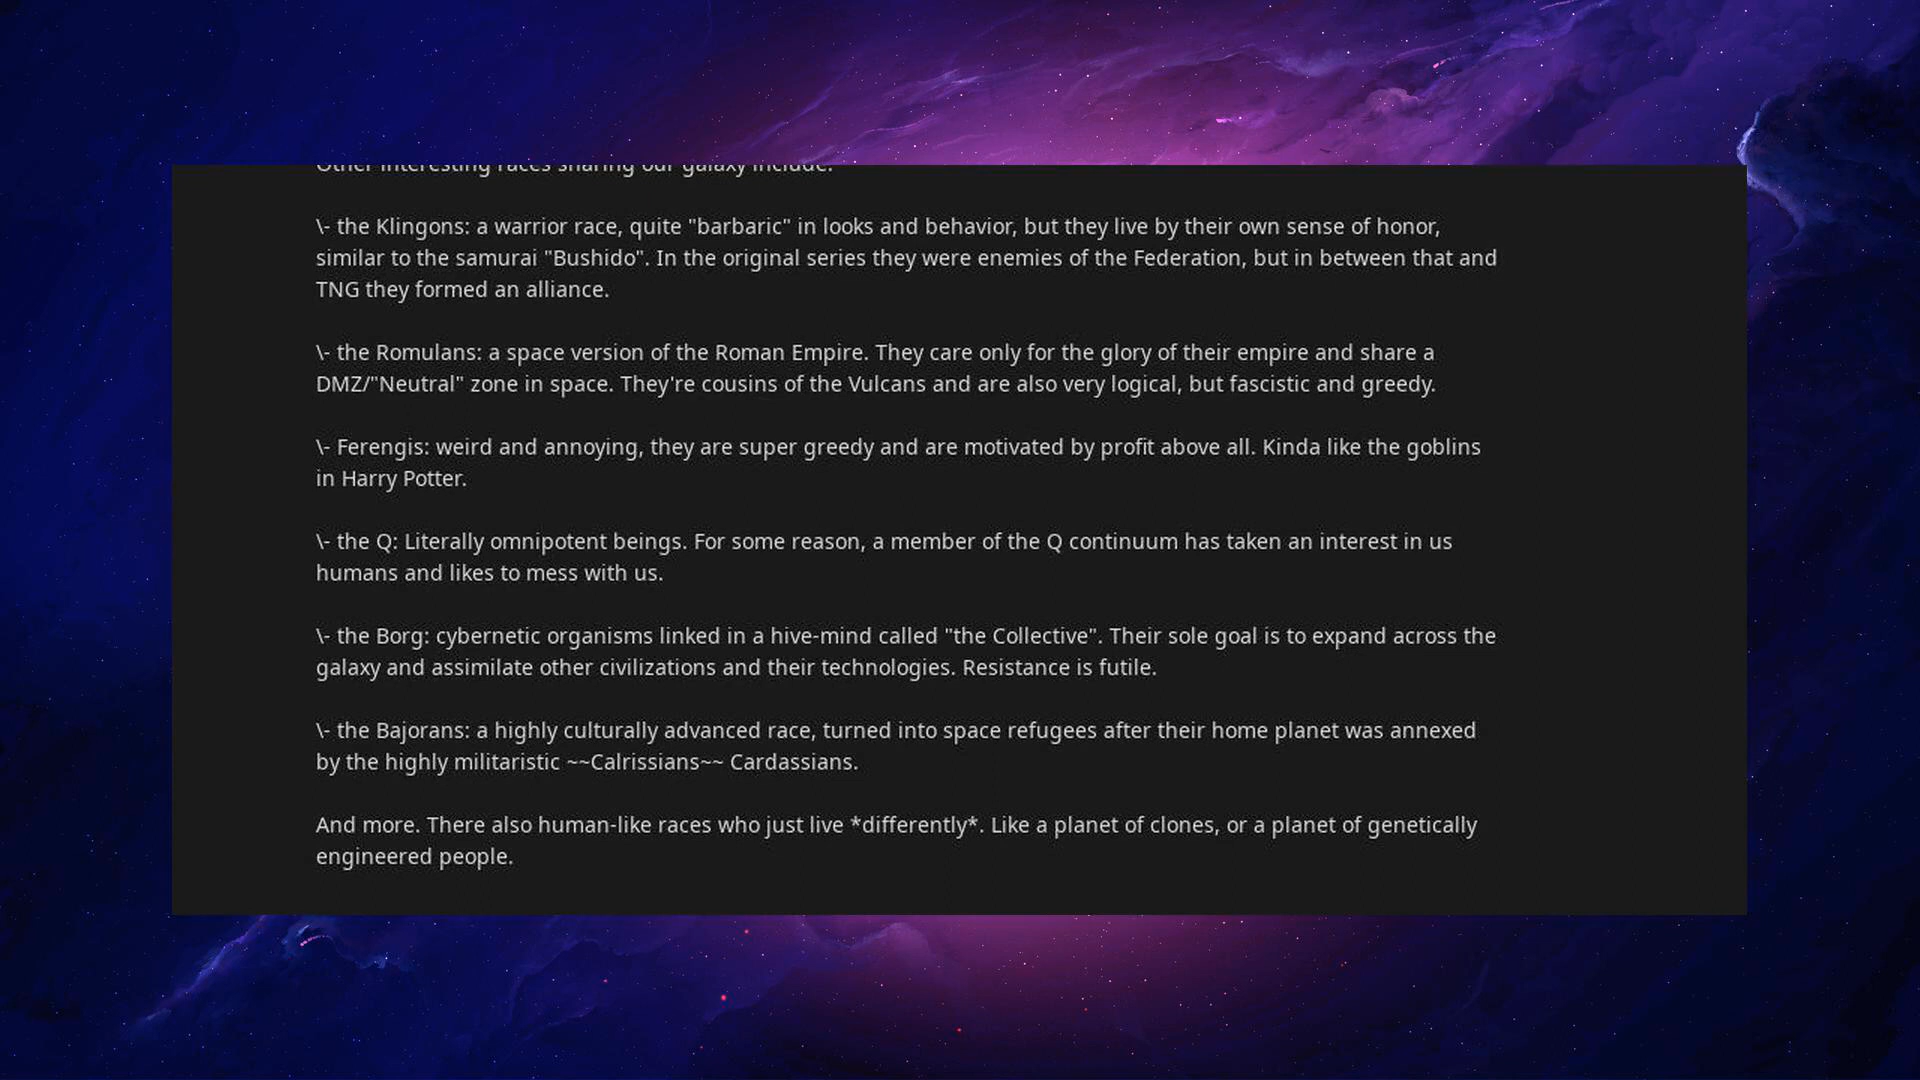 Other interesting races sharing our galaxy include:
\- the Klingons: a warrior race, quite "barbaric" in looks and behavior, but they live by their own sense of honor,
similar to the samurai "Bushido". In the original series they were enemies of the Federation, but in between that and
TNG they formed an alliance.
\- the Romulans: a space version of the Roman Empire. They care only for the glory of their empire and share a
DMZ/"Neutral" zone in space. They're cousins of the Vulcans and are also very logical, but fascistic and greedy.
\- Ferengis: weird and annoying, they are super greedy and are motivated by profit above all. Kinda like the goblins
in Harry Potter.
\- the Q: Literally omnipotent beings. For some reason, a member of the Q continuum has taken an interest in us
humans and likes to mess with us.
\- the Borg: cybernetic organisms linked in a hive-mind called "the Collective". Their sole goal is to expand across the
galaxy and assimilate other civilizations and their technologies. Resistance is futile.
\- the Bajorans: a highly culturally advanced race, turned into space refugees after their home planet was annexed
by the highly militaristic ~~Calrissians~~ Cardassians.
And more. There also human-like races who just live *differently*. Like a planet of clones, or a planet of genetically
engineered people.